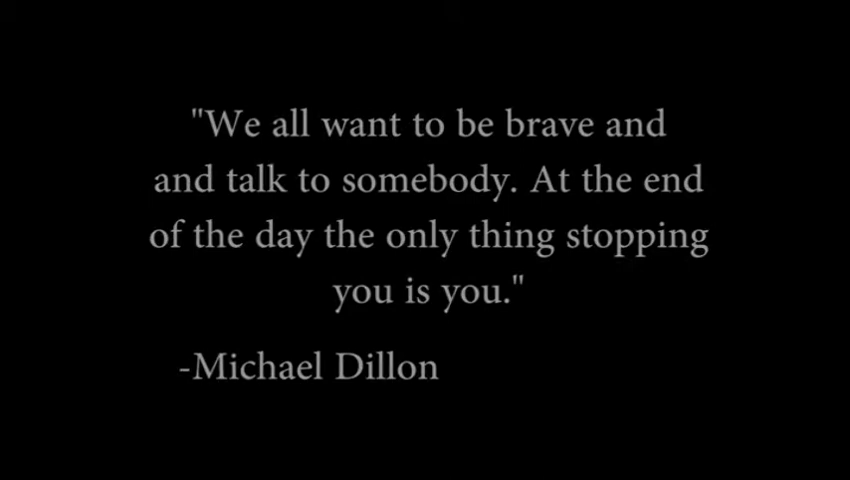 "We all want to be brave and
and talk to somebody. At the end
of the day the only thing stopping
you is you."
-Michael Dillon